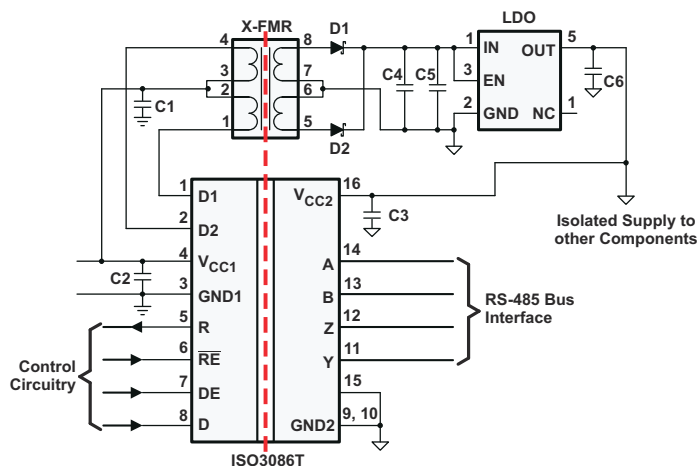 X-FMR
D1
LDO
4
8
1
IN
OUT
5
3
7
3
EN
C4
C5
C6
2
6
C1
2
GND
NC
1
1
5
D2
1
D1
16
VCC2
2
D2
C3
Isolated Supply to
other Components
4
VCC1
14
A
C2
3
GND1
13
B
RS-485 Bus
Interface
5
R
12
Z
Control
Circuitry
6
RE
11
Y
7
DE
15
8
D
9, 10
GND2
ISO3086T